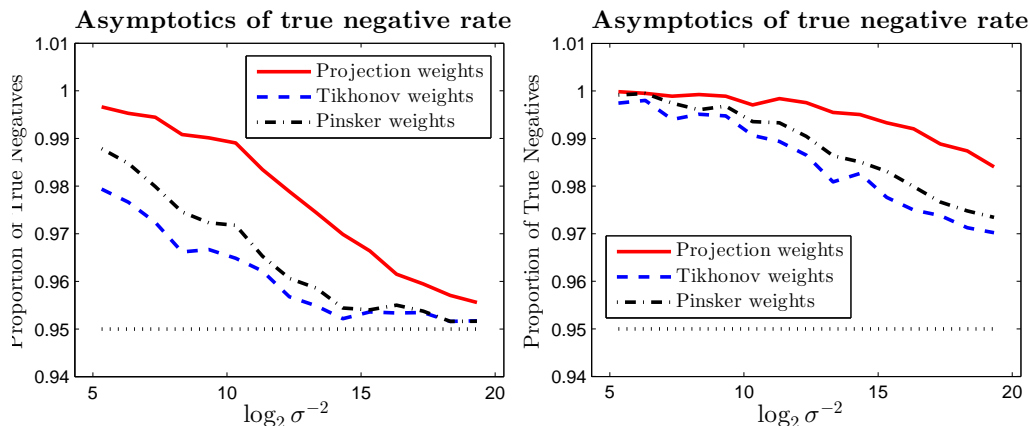 Asymptotics of true negative rate
1.01
1
0.99
0.98
0.97
0.96
0.95
0.94
Proportion of True Negatives
Projection weights
Tikhonov weights
Pinsker weights
5
10
15
20
log₂ σ⁻²
Asymptotics of true negative rate
1.01
1
0.99
0.98
0.97
0.96
0.95
0.94
Proportion of True Negatives
Projection weights
Tikhonov weights
Pinsker weights
5
10
15
20
log₂ σ⁻²